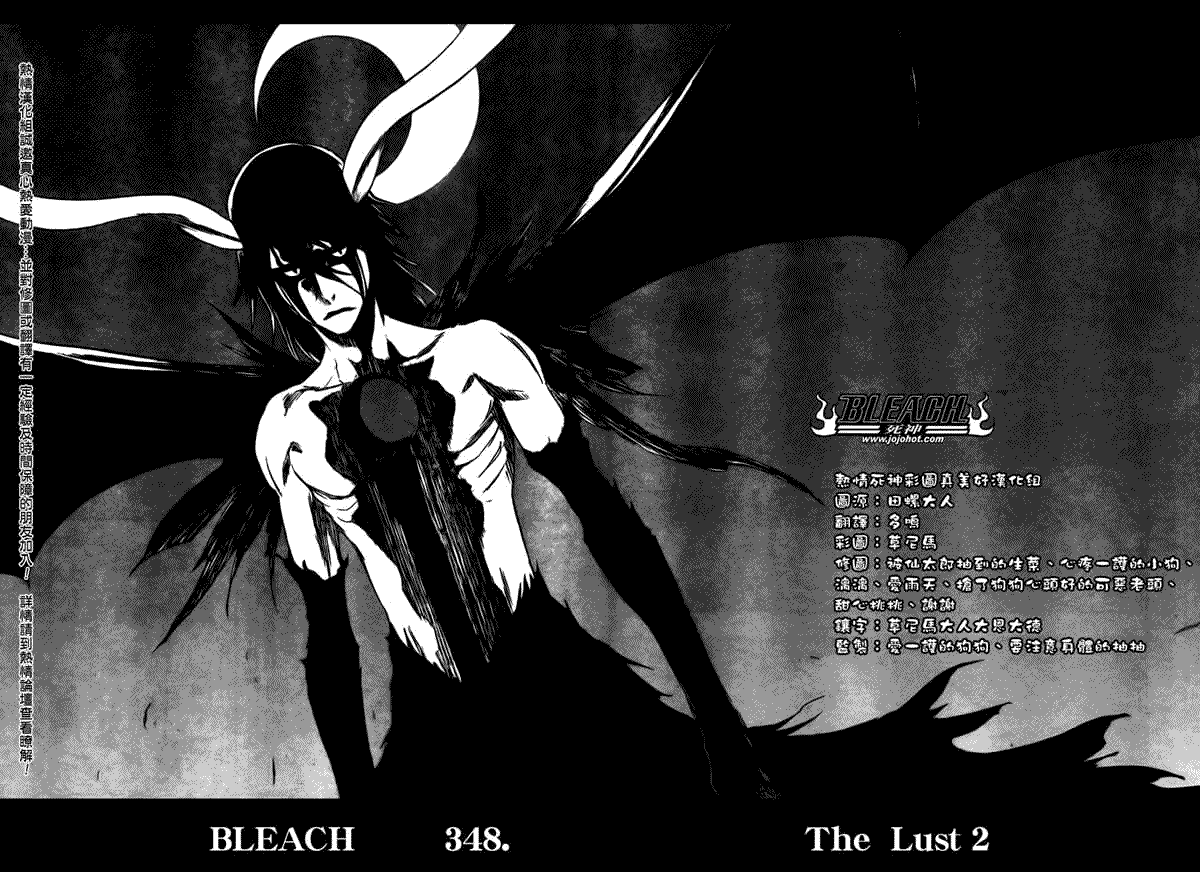 熱情漢化組誠邀真心熱愛動漫…並對修圖或翻譯有一定經驗及時間保障的朋友加入！ 詳情請到熱情論壇查看瞭解！
BLEACH
死神
www.jojohot.com
熱情死神彩圖真美好漢化組
圖源：田螺大人
翻譯：多鳴
彩圖：草尼馬
修圖：被仙太郎抽到的生菜、心疼一護的小狗、
滴滴、愛雨天、搶了狗狗心頭好的可惡老頭、
甜心桃桃、謝謝
鑲字：草尼馬大人大恩大德
監製：愛一護的狗狗、要注意身體的抽抽
BLEACH 348. The Lust 2